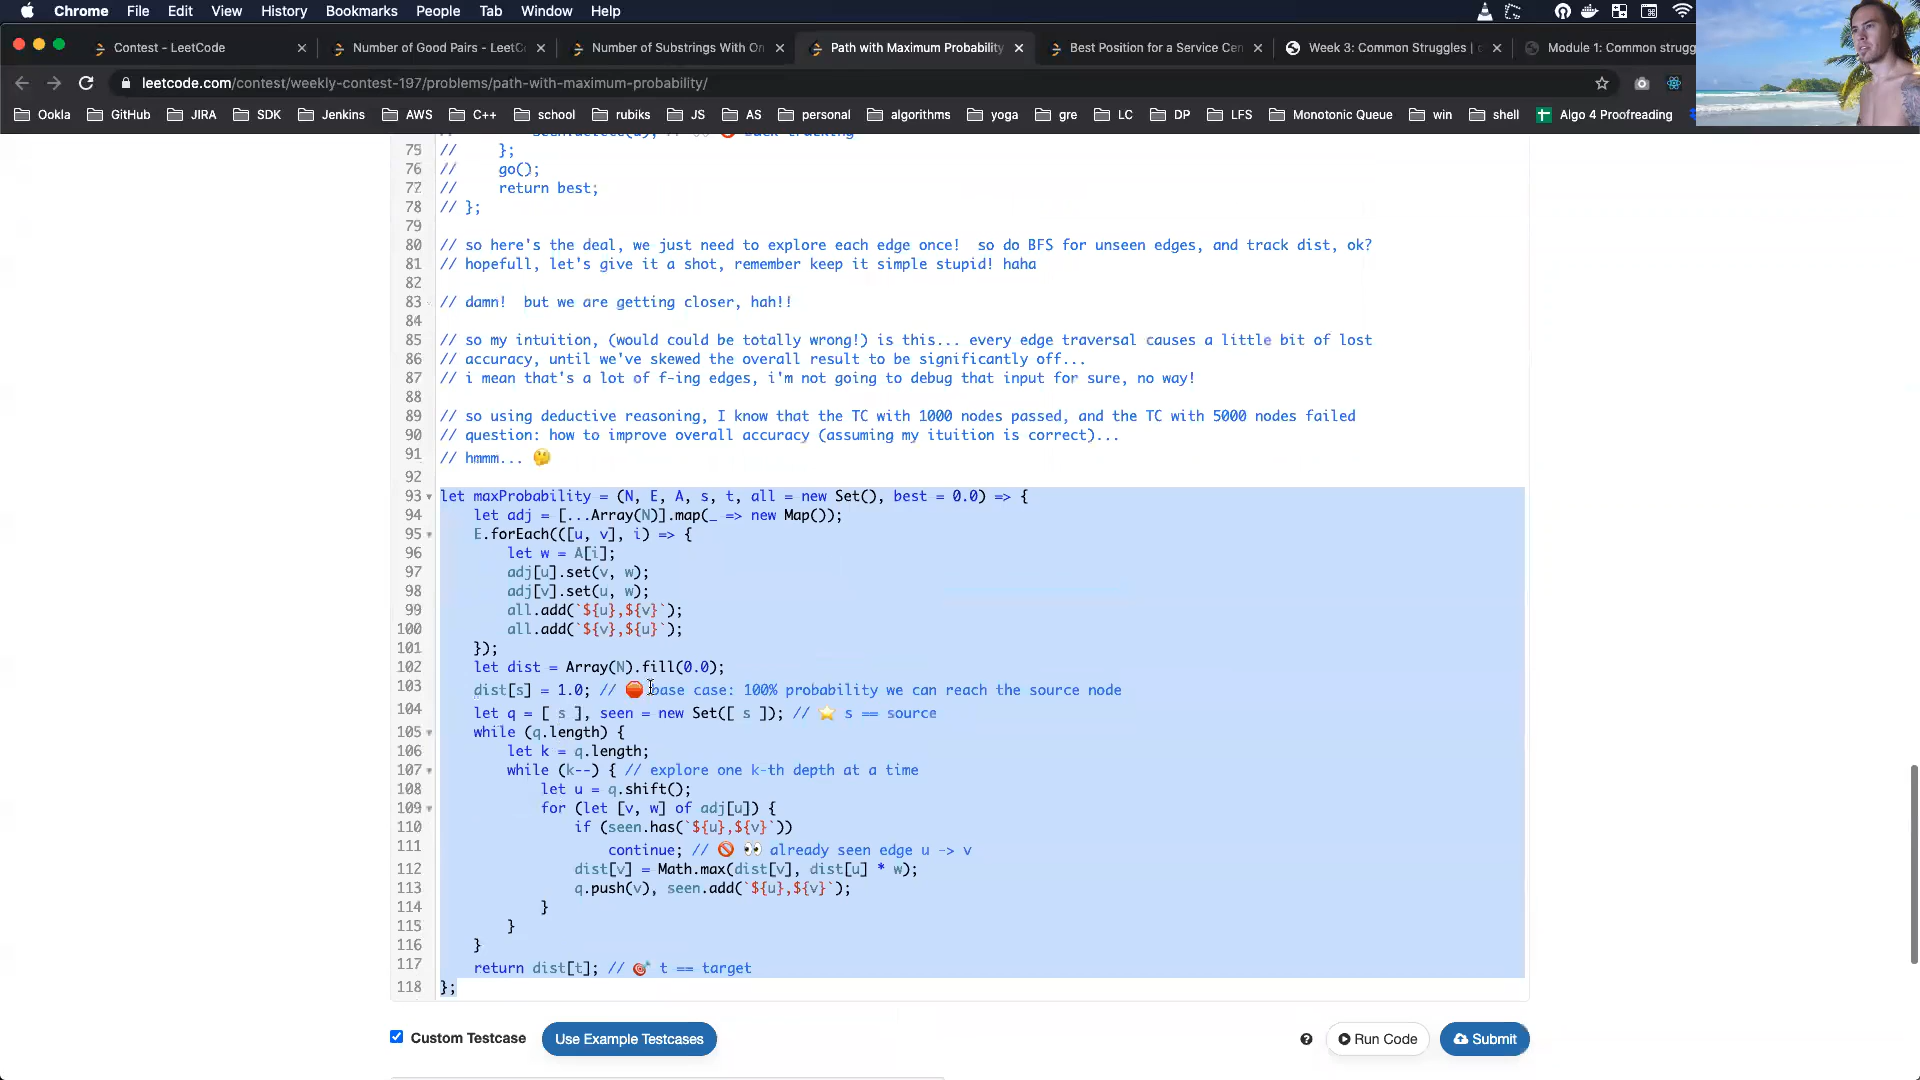 Chrome File Edit View History Bookmarks People Tab Window Help
Contest - LeetCode
Number of Good Pairs - LeetC
Number of Substrings With On
Path with Maximum Probability
Best Position for a Service Cen
Week 3: Common Struggles |
Module 1: Common strugg
leetcode.com/contest/weekly-contest-197/problems/path-with-maximum-probability/
Ookla GitHub JIRA SDK Jenkins AWS C++ school rubiks JS AS personal algorithms yoga gre LC DP LFS Monotonic Queue win shell Algo 4 Proofreading
75 // };
76 // go();
77 // return best;
78 // };
79
80 // so here's the deal, we just need to explore each edge once!  so do BFS for unseen edges, and track dist, ok?
81 // hopefull, let's give it a shot, remember keep it simple stupid! haha
82
83 // damn!  but we are getting closer, hah!!
84
85 // so my intuition, (would could be totally wrong!) is this... every edge traversal causes a little bit of lost
86 // accuracy, until we've skewed the overall result to be significantly off...
87 // i mean that's a lot of f-ing edges, i'm not going to debug that input for sure, no way!
88
89 // so using deductive reasoning, I know that the TC with 1000 nodes passed, and the TC with 5000 nodes failed
90 // question: how to improve overall accuracy (assuming my ituition is correct)...
91 // hmmm... 🤔
92
93 let maxProbability = (N, E, A, s, t, all = new Set(), best = 0.0) => {
94 let adj = [...Array(N)].map(_ => new Map());
95 E.forEach(([u, v], i) => {
96 let w = A[i];
97 adj[u].set(v, w);
98 adj[v].set(u, w);
99 all.add(`${u},${v}`);
100 all.add(`${v},${u}`);
101 });
102 let dist = Array(N).fill(0.0);
103 dist[s] = 1.0; // 🛑 base case: 100% probability we can reach the source node
104 let q = [ s ], seen = new Set([ s ]); // ⭐ s == source
105 while (q.length) {
106 let k = q.length;
107 while (k--) { // explore one k-th depth at a time
108 let u = q.shift();
109 for (let [v, w] of adj[u]) {
110 if (seen.has(`${u},${v}`))
111 continue; // 🚫 👀 already seen edge u -> v
112 dist[v] = Math.max(dist[v], dist[u] * w);
113 q.push(v), seen.add(`${u},${v}`);
114 }
115 }
116 }
117 return dist[t]; // 🎯 t == target
118 };
Custom Testcase Use Example Testcases Run Code Submit